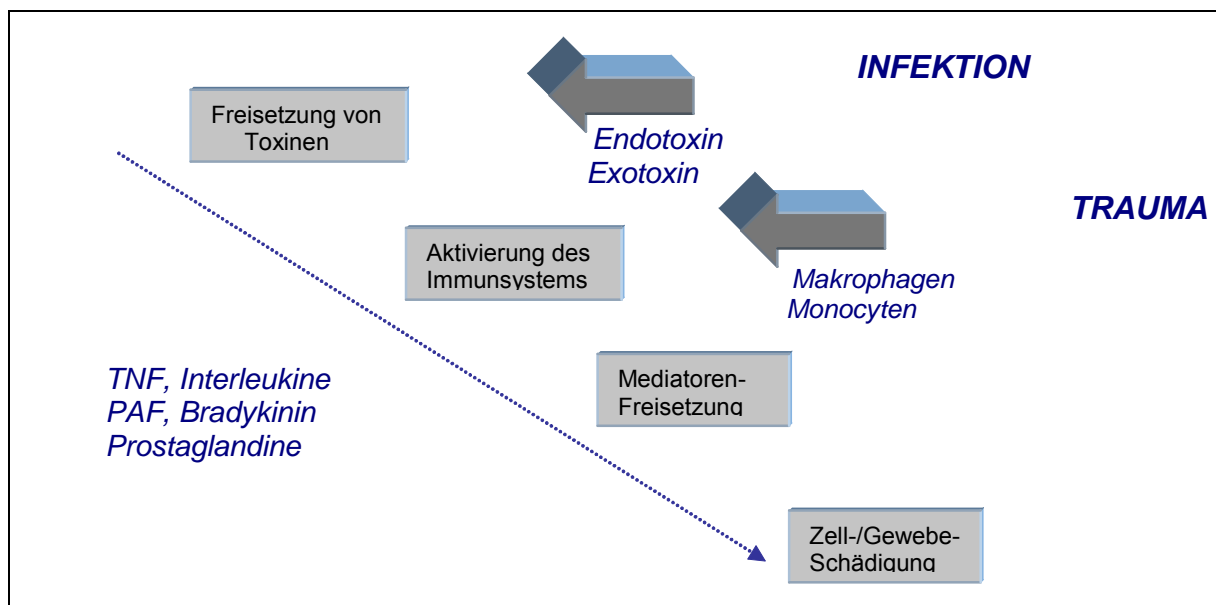 INFEKTION
Freisetzung von
Toxinen
Endotoxin
Exotoxin
TRAUMA
Aktivierung des
Immunsystems
Makrophagen
Monocyten
TNF, Interleukine
PAF, Bradykinin
Prostaglandine
Mediatoren-
Freisetzung
Zell-/Gewebe-
Schädigung